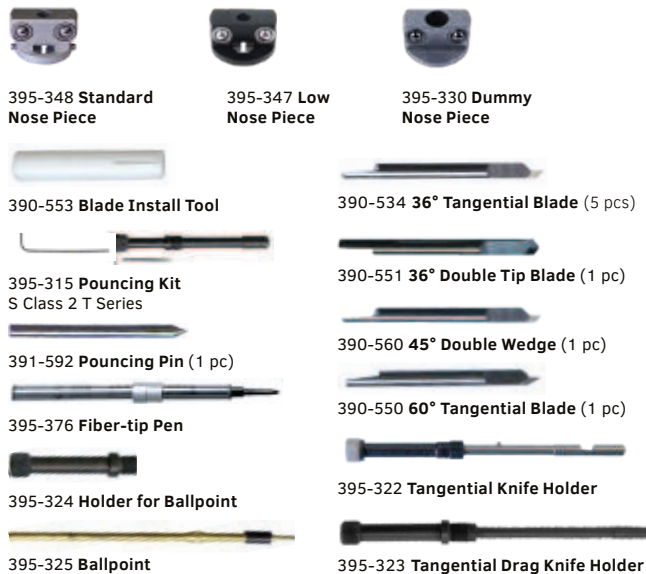 395-348 Standard
Nose Piece
395-347 Low
Nose Piece
395-330 Dummy
Nose Piece
390-553 Blade Install Tool
395-315 Pouncing Kit
S Class 2 T Series
391-592 Pouncing Pin (1 pc)
395-376 Fiber-tip Pen
395-324 Holder for Ballpoint
395-325 Ballpoint
390-534 36° Tangential Blade (5 pcs)
390-551 36° Double Tip Blade (1 pc)
390-560 45° Double Wedge (1 pc)
390-550 60° Tangential Blade (1 pc)
395-322 Tangential Knife Holder
395-323 Tangential Drag Knife Holder